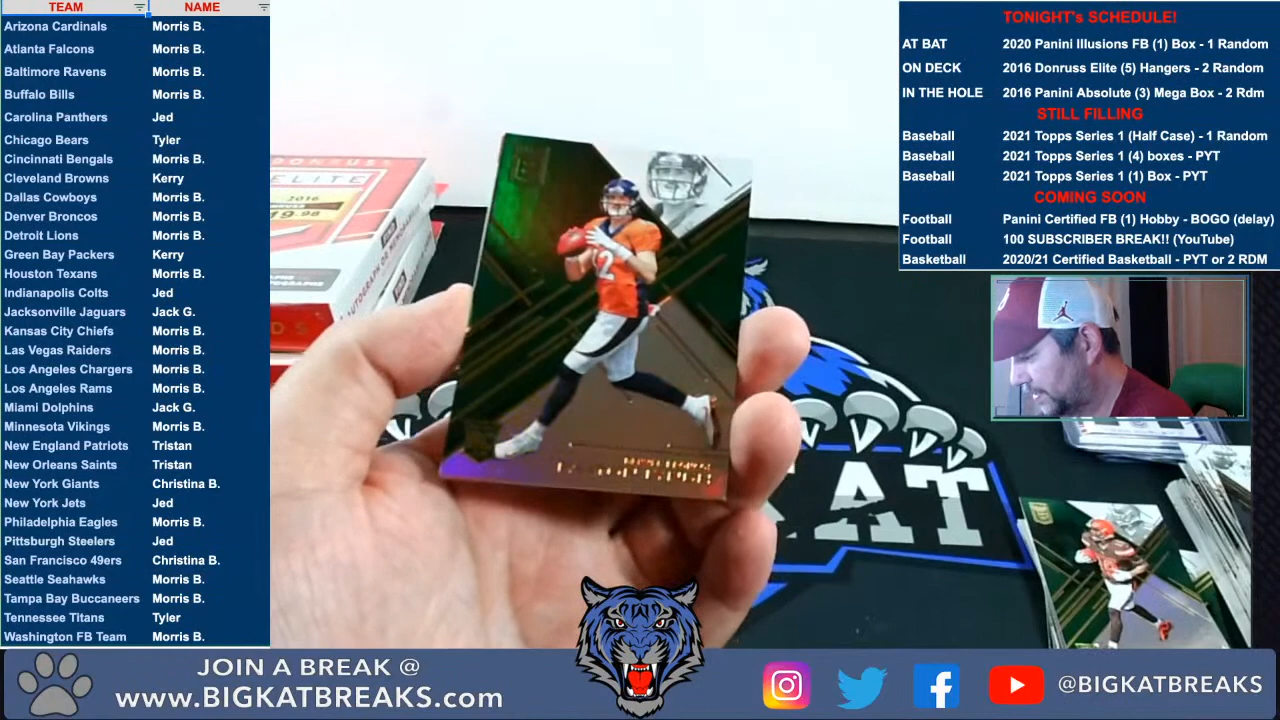 TEAM NAME
Arizona Cardinals Morris B.
Atlanta Falcons Morris B.
Baltimore Ravens Morris B.
Buffalo Bills Morris B.
Carolina Panthers Jed
Chicago Bears Tyler
Cincinnati Bengals Morris B.
Cleveland Browns Kerry
Dallas Cowboys Morris B.
Denver Broncos Morris B.
Detroit Lions Morris B.
Green Bay Packers Kerry
Houston Texans Morris B.
Indianapolis Colts Jed
Jacksonville Jaguars Jack G.
Kansas City Chiefs Morris B.
Las Vegas Raiders Morris B.
Los Angeles Chargers Morris B.
Los Angeles Rams Morris B.
Miami Dolphins Jack G.
Minnesota Vikings Morris B.
New England Patriots Tristan
New Orleans Saints Tristan
New York Giants Christina B.
New York Jets Jed
Philadelphia Eagles Morris B.
Pittsburgh Steelers Jed
San Francisco 49ers Christina B.
Seattle Seahawks Morris B.
Tampa Bay Buccaneers Morris B.
Tennessee Titans Tyler
Washington FB Team Morris B.
TONIGHT's SCHEDULE!
AT BAT 2020 Panini Illusions FB (1) Box - 1 Random
ON DECK 2016 Donruss Elite (5) Hangers - 2 Random
IN THE HOLE 2016 Panini Absolute (3) Mega Box - 2 Rdm
STILL FILLING
Baseball 2021 Topps Series 1 (Half Case) - 1 Random
Baseball 2021 Topps Series 1 (4) boxes - PYT
Baseball 2021 Topps Series 1 (1) Box - PYT
COMING SOON
Football Panini Certified FB (1) Hobby - BOGO (delay)
Football 100 SUBSCRIBER BREAK!! (YouTube)
Basketball 2020/21 Certified Basketball - PYT or 2 RDM
ELITE
2016
19.98
12
KAT
JOIN A BREAK @
www.BIGKATBREAKS.com
@BIGKATBREAKS